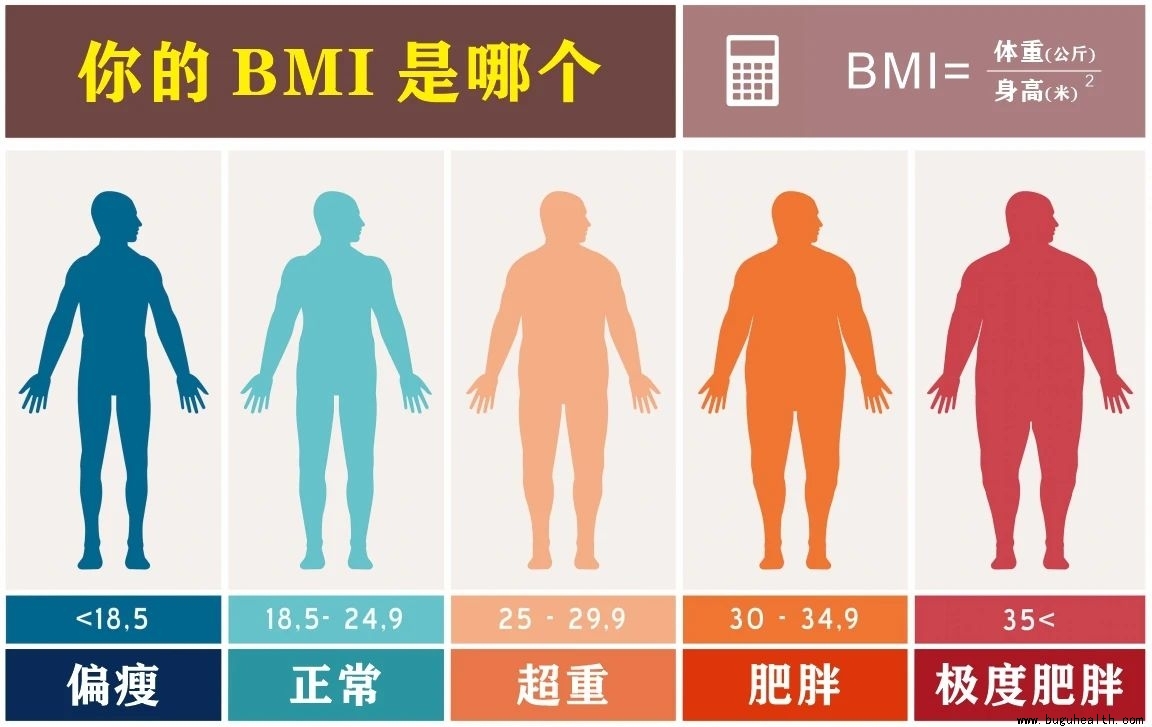 你的 BMI 是哪个
BMI= 体重(公斤)
身高(米) 2
<18,5
18,5- 24,9
25 - 29,9
30 - 34,9
35<
偏瘦
正常
超重
肥胖
极度肥胖
www.buguhealth.com